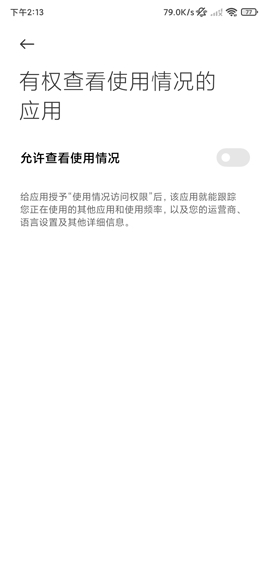 下午2:13
79.0K/s
77
有权查看使用情况的
应用
允许查看使用情况
给应用授予“使用情况访问权限”后，该应用就能跟踪
您正在使用的其他应用和使用频率，以及您的运营商、
语言设置及其他详细信息。